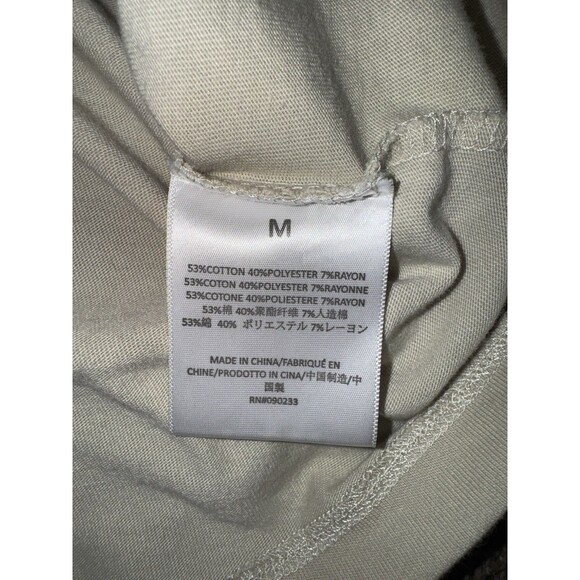 M
53%COTTON 40%POLYESTER 7%RAYON
53%COTON 40%POLYESTER 7%RAYONNE
53%COTONE 40%POLIESTERE 7%RAYON
53%棉 40%聚酯纤维 7%人造棉
53%綿 40% ポリエステル 7%レーヨン
MADE IN CHINA/FABRIQUÉ EN
CHINE/PRODOTTO IN CINA/中国制造/中
国製
RN#090233